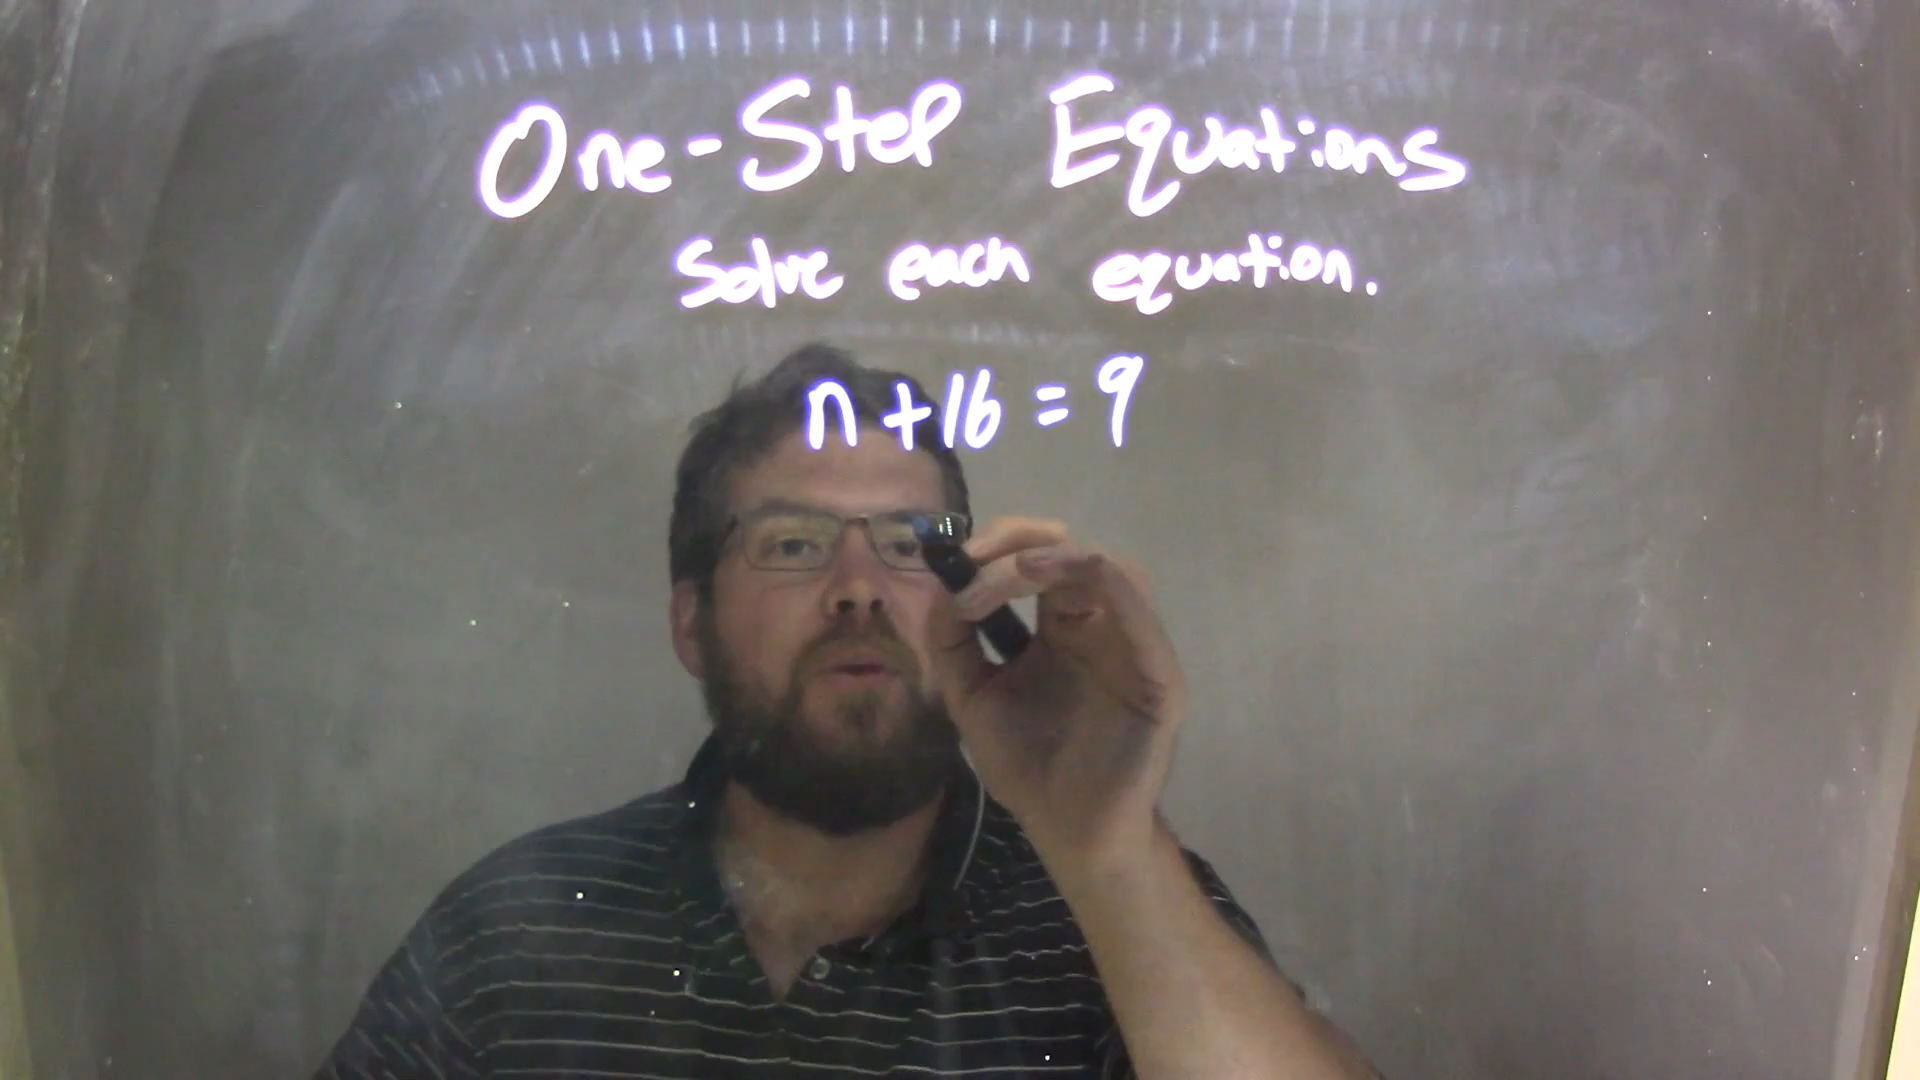 One-Step Equations
Solve each equation.
n + 16 = 9